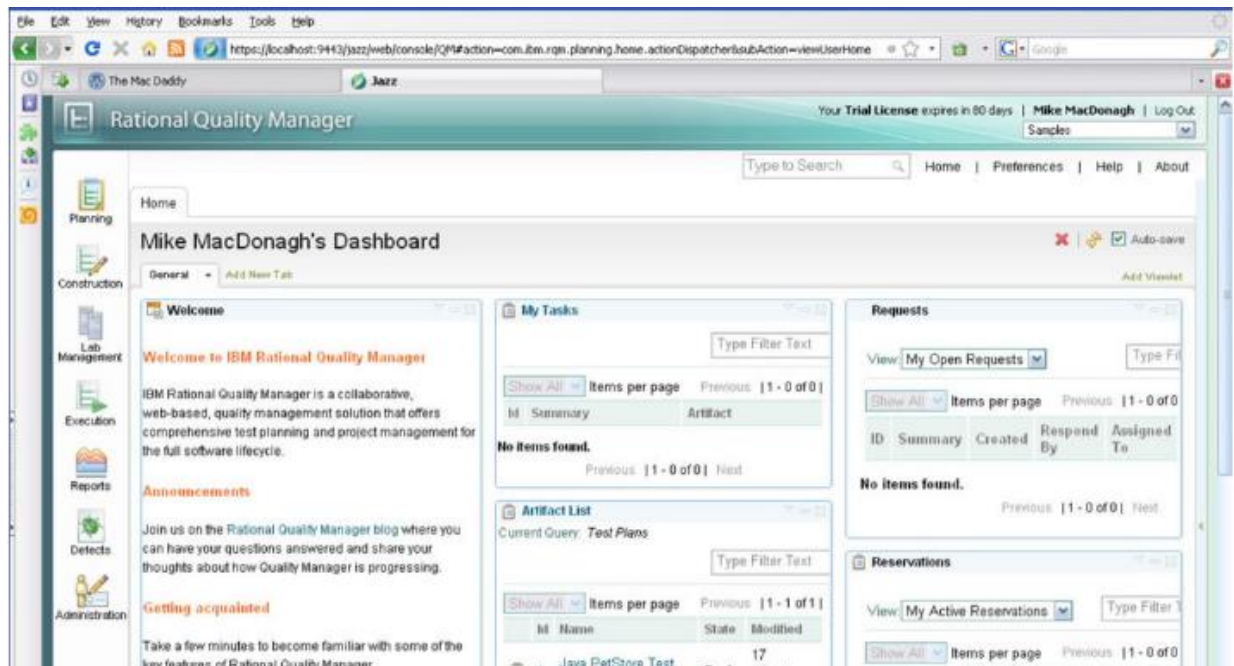 File Edit View History Bookmarks Tools Help
https://localhost:9443/jazz/web/console/QM#action=com.ibm.rqm.planning.home.actionDispatcher&subAction=viewUserHome
Google
The Mac Daddy
Jazz
Rational Quality Manager
Your Trial License expires in 80 days | Mike MacDonagh | Log Out
Samples
Type to Search
Home | Preferences | Help | About
Planning
Construction
Lab Management
Execution
Reports
Defects
Administration
Home
Mike MacDonagh's Dashboard
Auto-save
General
Add New Tab
Add Viewlet
Welcome
Welcome to IBM Rational Quality Manager
IBM Rational Quality Manager is a collaborative,
web-based, quality management solution that offers
comprehensive test planning and project management for
the full software lifecycle.
Announcements
Join us on the Rational Quality Manager blog where you
can have your questions answered and share your
thoughts about how Quality Manager is progressing.
Getting acquainted
Take a few minutes to become familiar with some of the
key features of Rational Quality Manager
My Tasks
Type Filter Text
Show All Items per page Previous | 1 - 0 of 0 |
Id Summary Artifact
No items found.
Previous | 1 - 0 of 0 | Next
Artifact List
Current Query: Test Plans
Type Filter Text
Show All Items per page Previous | 1 - 1 of 1 |
Id Name State Modified
Java PetStore Test
17
Requests
View: My Open Requests
Type Fil
Show All Items per page Previous | 1 - 0 of 0
ID Summary Created Respond By Assigned To
No items found.
Previous | 1 - 0 of 0 | Next
Reservations
View: My Active Reservations
Type Filter
Show All Items per page Previous | 1 - 0 of 0